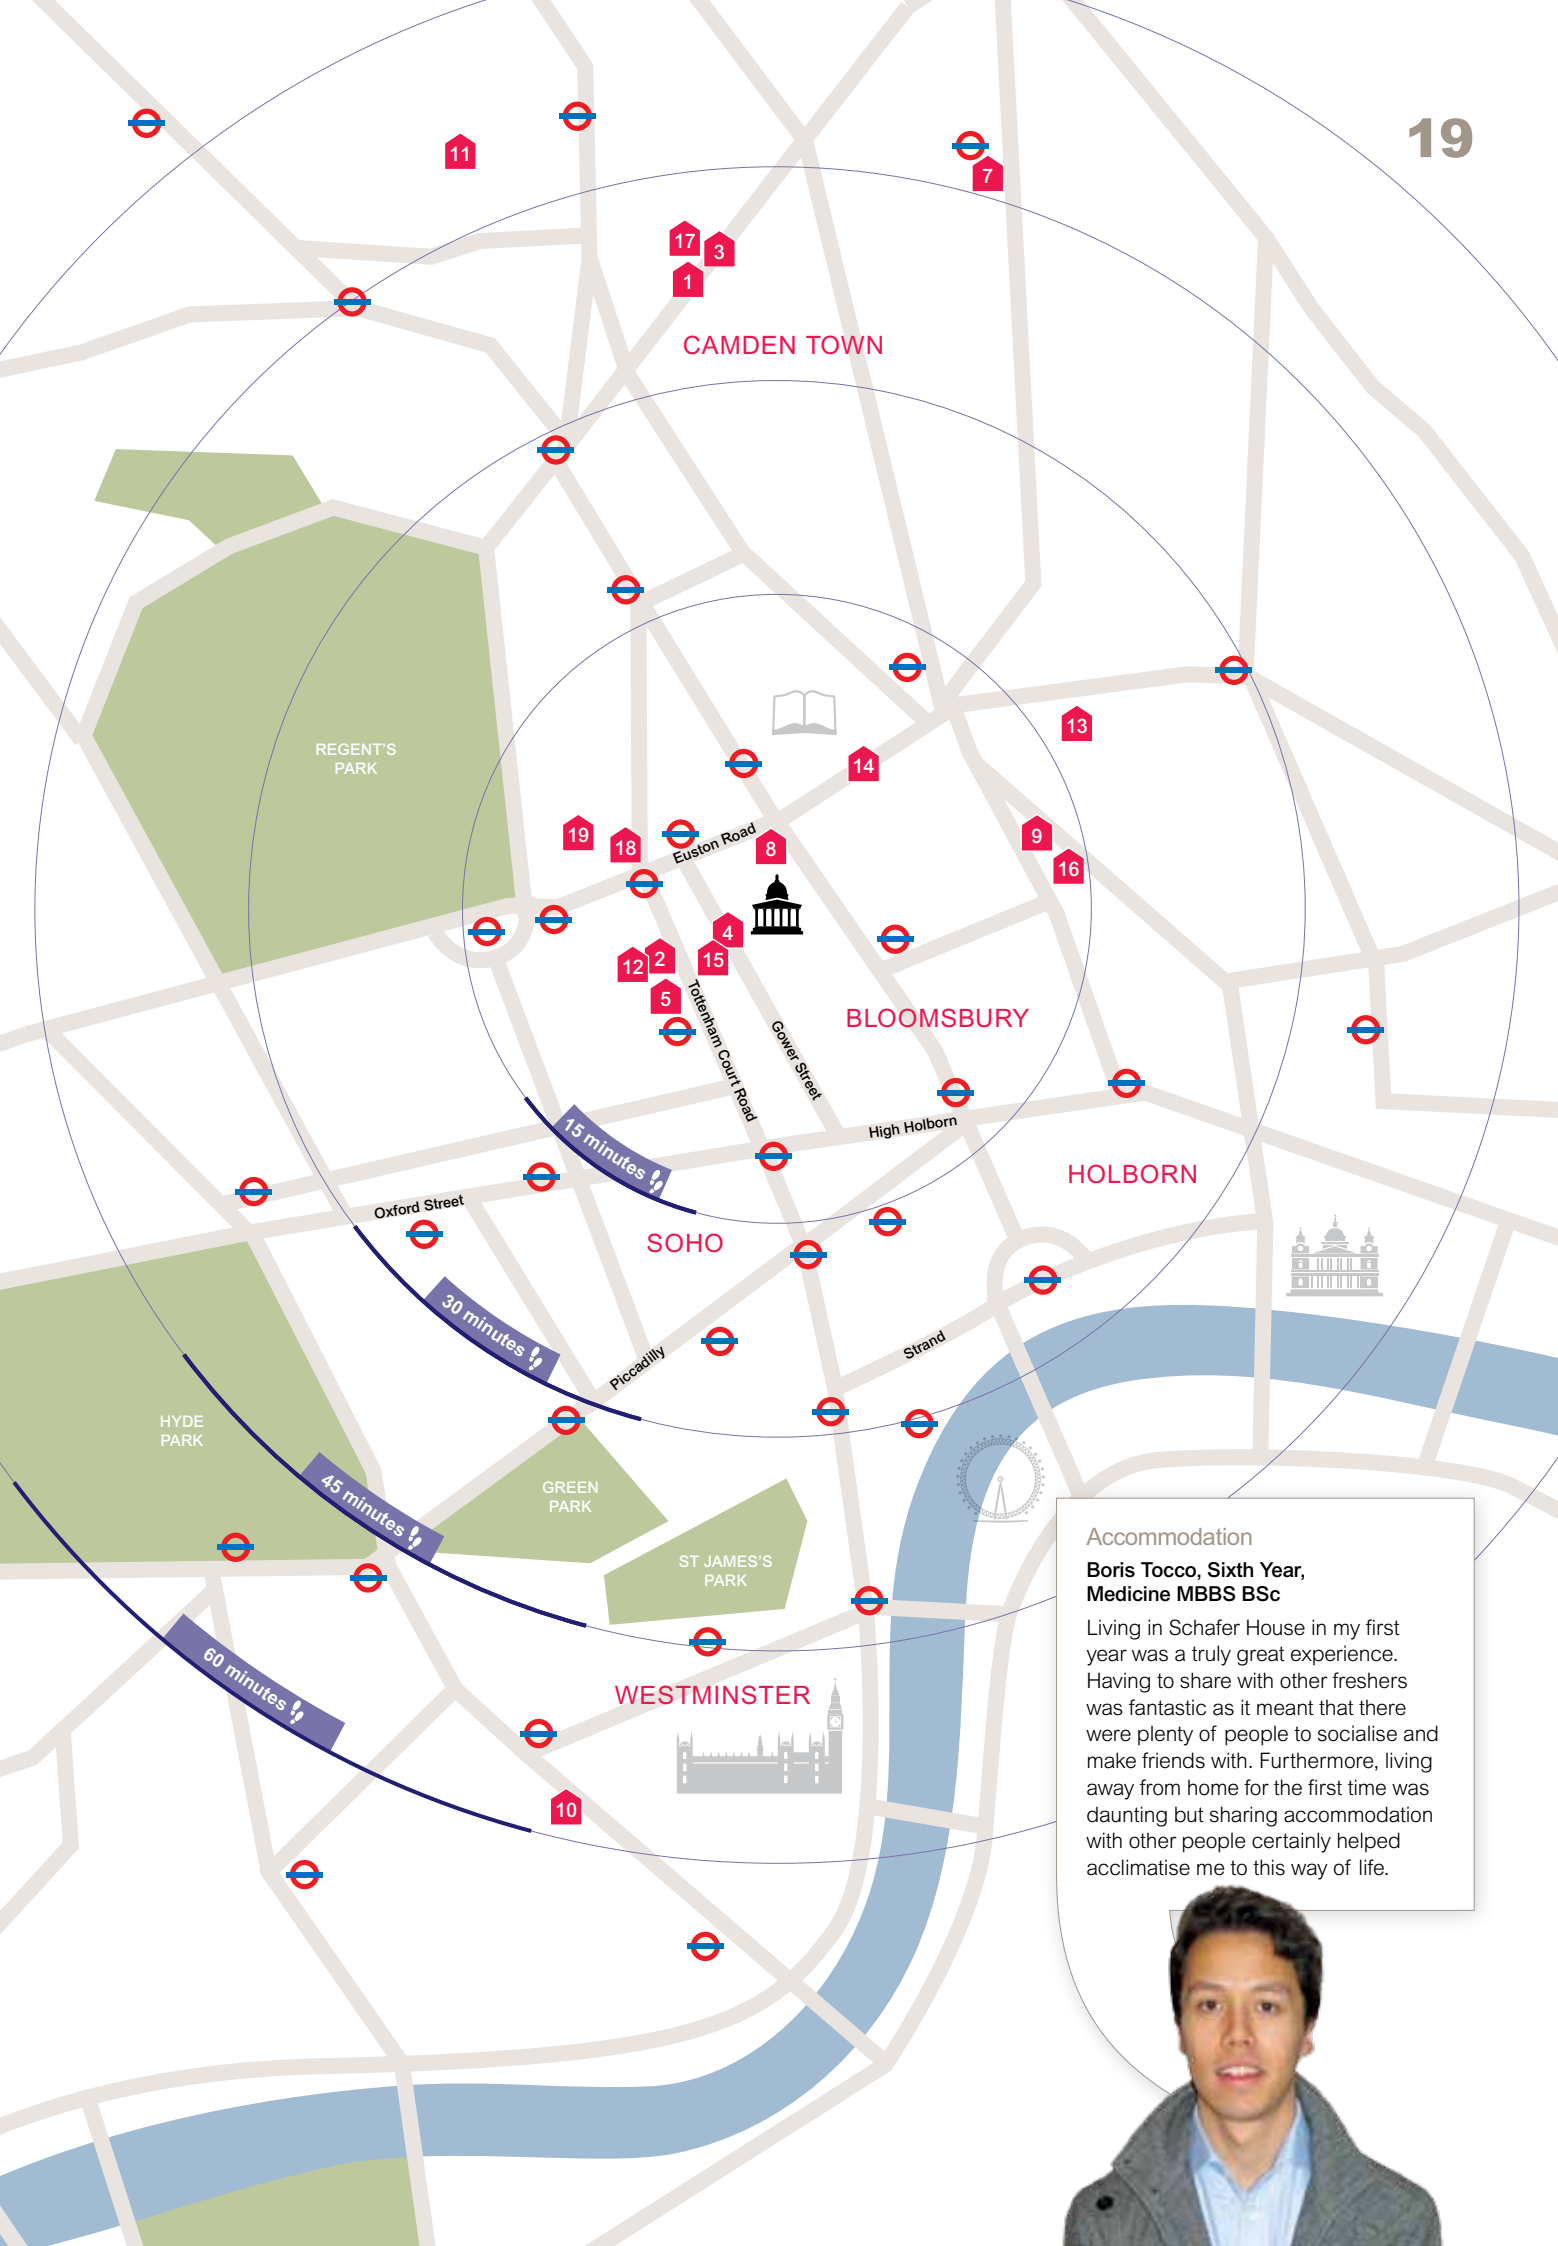 19
11
7
17
3
1
CAMDEN TOWN
REGENT'S
PARK
13
14
19
18
Euston Road
8
9
16
4
12
2
15
5
Tottenham Court Road
Gower Street
BLOOMSBURY
15 minutes
High Holborn
HOLBORN
Oxford Street
SOHO
30 minutes
Piccadilly
Strand
HYDE
PARK
45 minutes
GREEN
PARK
ST JAMES'S
PARK
60 minutes
WESTMINSTER
10
Accommodation
Boris Tocco, Sixth Year,
Medicine MBBS BSc
Living in Schafer House in my first
year was a truly great experience.
Having to share with other freshers
was fantastic as it meant that there
were plenty of people to socialise and
make friends with. Furthermore, living
away from home for the first time was
daunting but sharing accommodation
with other people certainly helped
acclimatise me to this way of life.